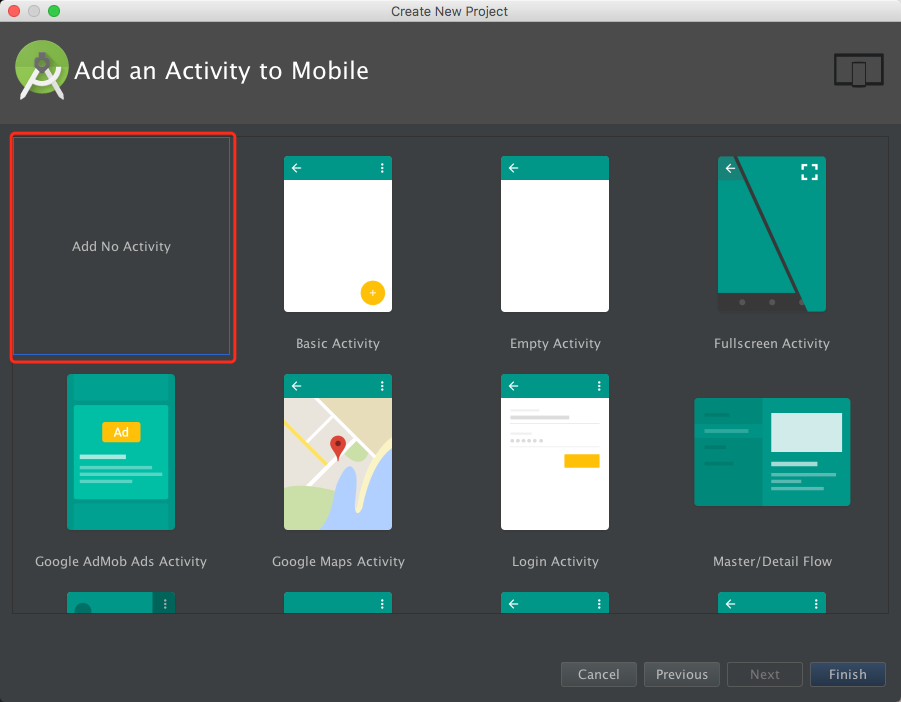 Create New Project
Add an Activity to Mobile
Add No Activity
Basic Activity
Empty Activity
Fullscreen Activity
Ad
Google AdMob Ads Activity
Google Maps Activity
Login Activity
Master/Detail Flow
Cancel
Previous
Next
Finish